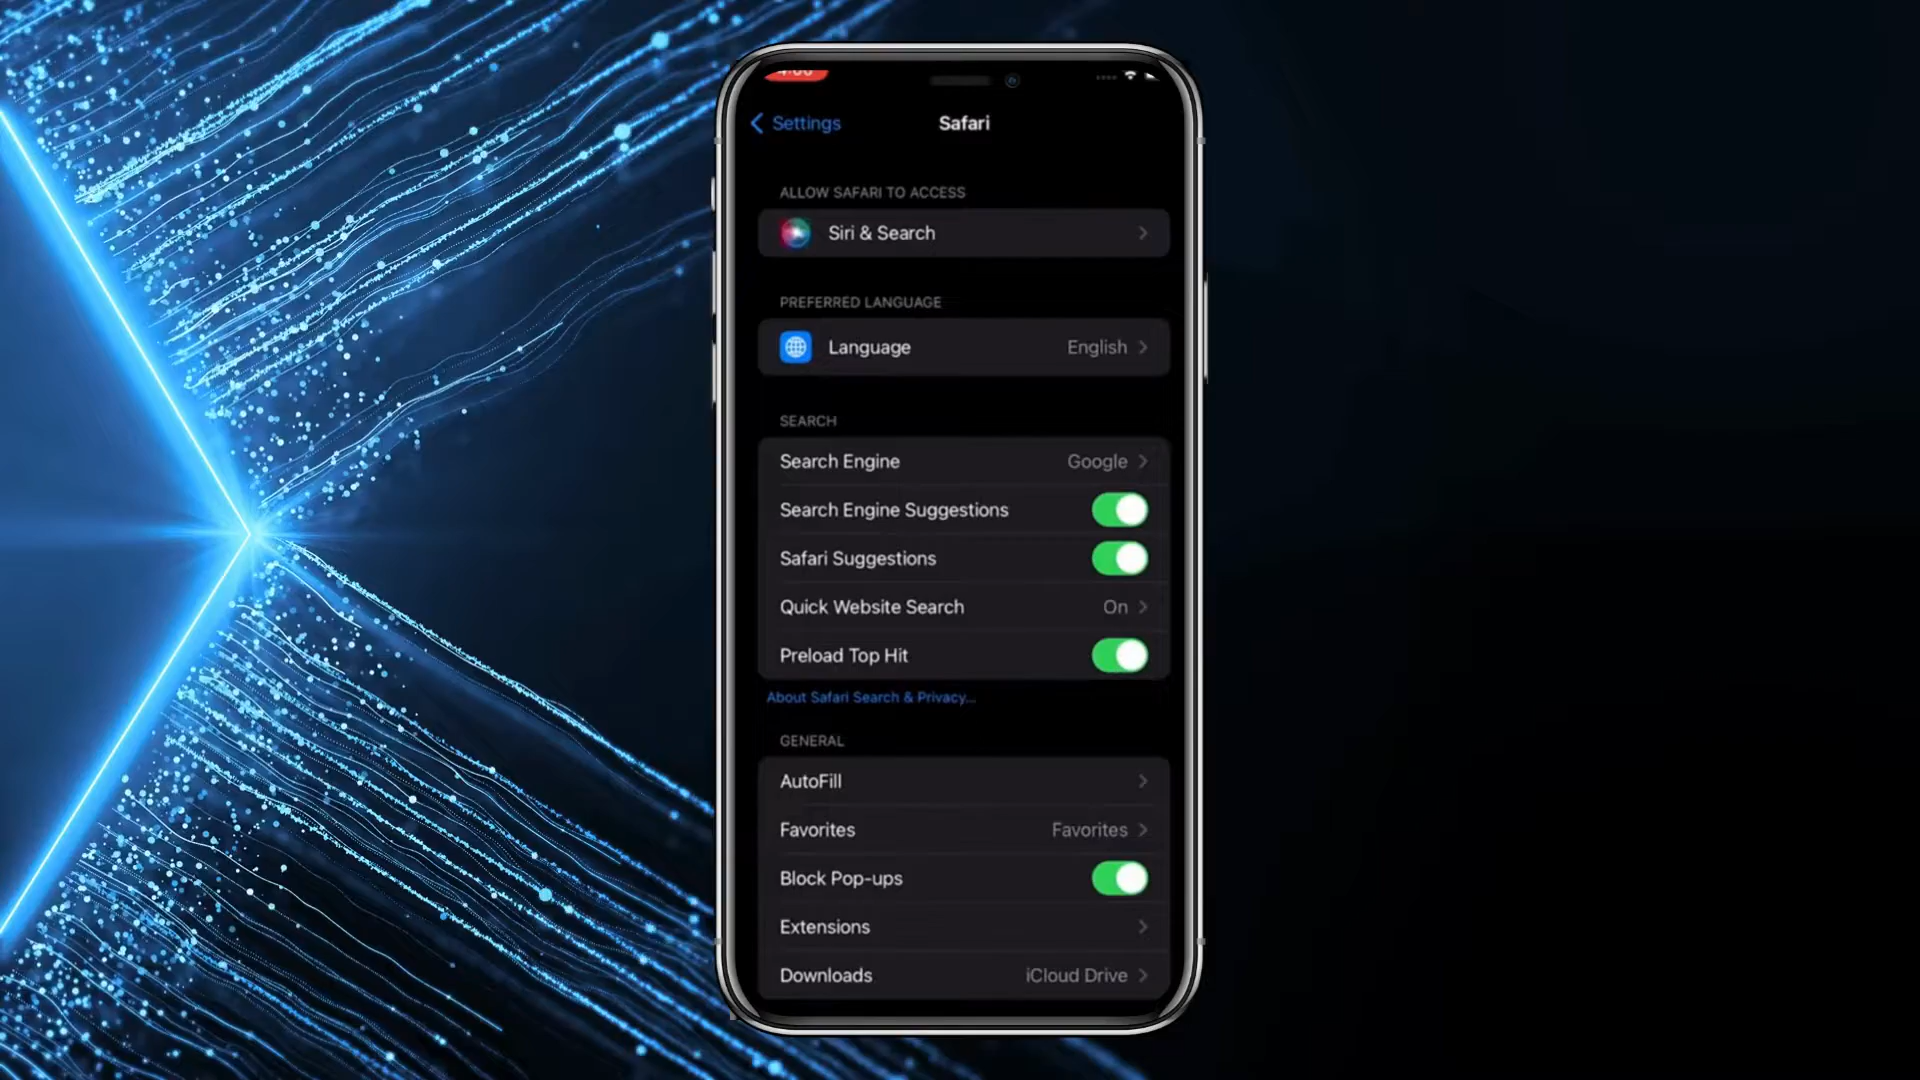 Settings
Safari
ALLOW SAFARI TO ACCESS
Siri & Search
PREFERRED LANGUAGE
Language English
SEARCH
Search Engine Google
Search Engine Suggestions
Safari Suggestions
Quick Website Search On
Preload Top Hit
About Safari Search & Privacy...
GENERAL
AutoFill
Favorites Favorites
Block Pop-ups
Extensions
Downloads iCloud Drive